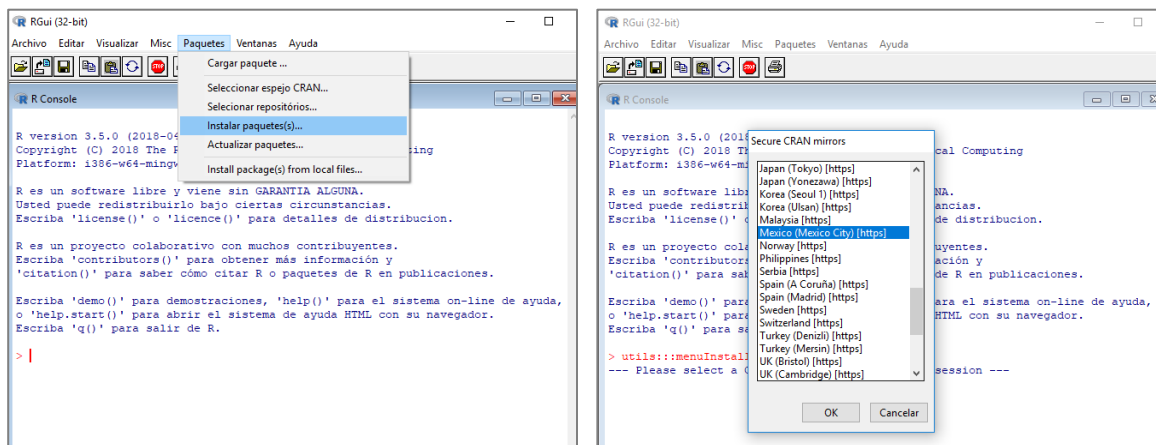 RGui (32-bit)
Archivo Editar Visualizar Misc Paquetes Ventanas Ayuda
Cargar paquete ...
Seleccionar espejo CRAN...
Selecionar repositórios...
Instalar paquetes(s)...
Actualizar paquetes...
Install package(s) from local files...
R Console
R version 3.5.0 (2018-04
Copyright (C) 2018 The
Platform: i386-w64-mingw
R es un software libre y viene sin GARANTIA ALGUNA.
Usted puede redistribuirlo bajo ciertas circunstancias.
Escriba 'license()' o 'licence()' para detalles de distribucion.
R es un proyecto colaborativo con muchos contribuyentes.
Escriba 'contributors()' para obtener más información y
'citation()' para saber cómo citar R o paquetes de R en publicaciones.
Escriba 'demo()' para demostraciones, 'help()' para el sistema on-line de ayuda,
o 'help.start()' para abrir el sistema de ayuda HTML con su navegador.
Escriba 'q()' para salir de R.
>
RGui (32-bit)
Archivo Editar Visualizar Misc Paquetes Ventanas Ayuda
R Console
R version 3.5.0 (201
Copyright (C) 2018 cal Computing
Platform: i386-w64-mi
R es un software NA.
Usted puede ancias.
Escriba 'license()' de distribucion.
R es un proyecto uyentes.
Escriba 'contributors ación y
'citation()' para de R en publicaciones.
Escriba 'demo()' para ara el sistema on-line de ayuda,
o 'help.start()' HTML con su navegador.
Escriba 'q()' para
> utils:::menuInstall
--- Please select a session ---
Secure CRAN mirrors
Japan (Tokyo) [https]
Japan (Yonezawa) [https]
Korea (Seoul 1) [https]
Korea (Ulsan) [https]
Malaysia [https]
Mexico (Mexico City) [https]
Norway [https]
Philippines [https]
Serbia [https]
Spain (A Coruña) [https]
Spain (Madrid) [https]
Sweden [https]
Switzerland [https]
Turkey (Denizli) [https]
Turkey (Mersin) [https]
UK (Bristol) [https]
UK (Cambridge) [https]
OK Cancelar